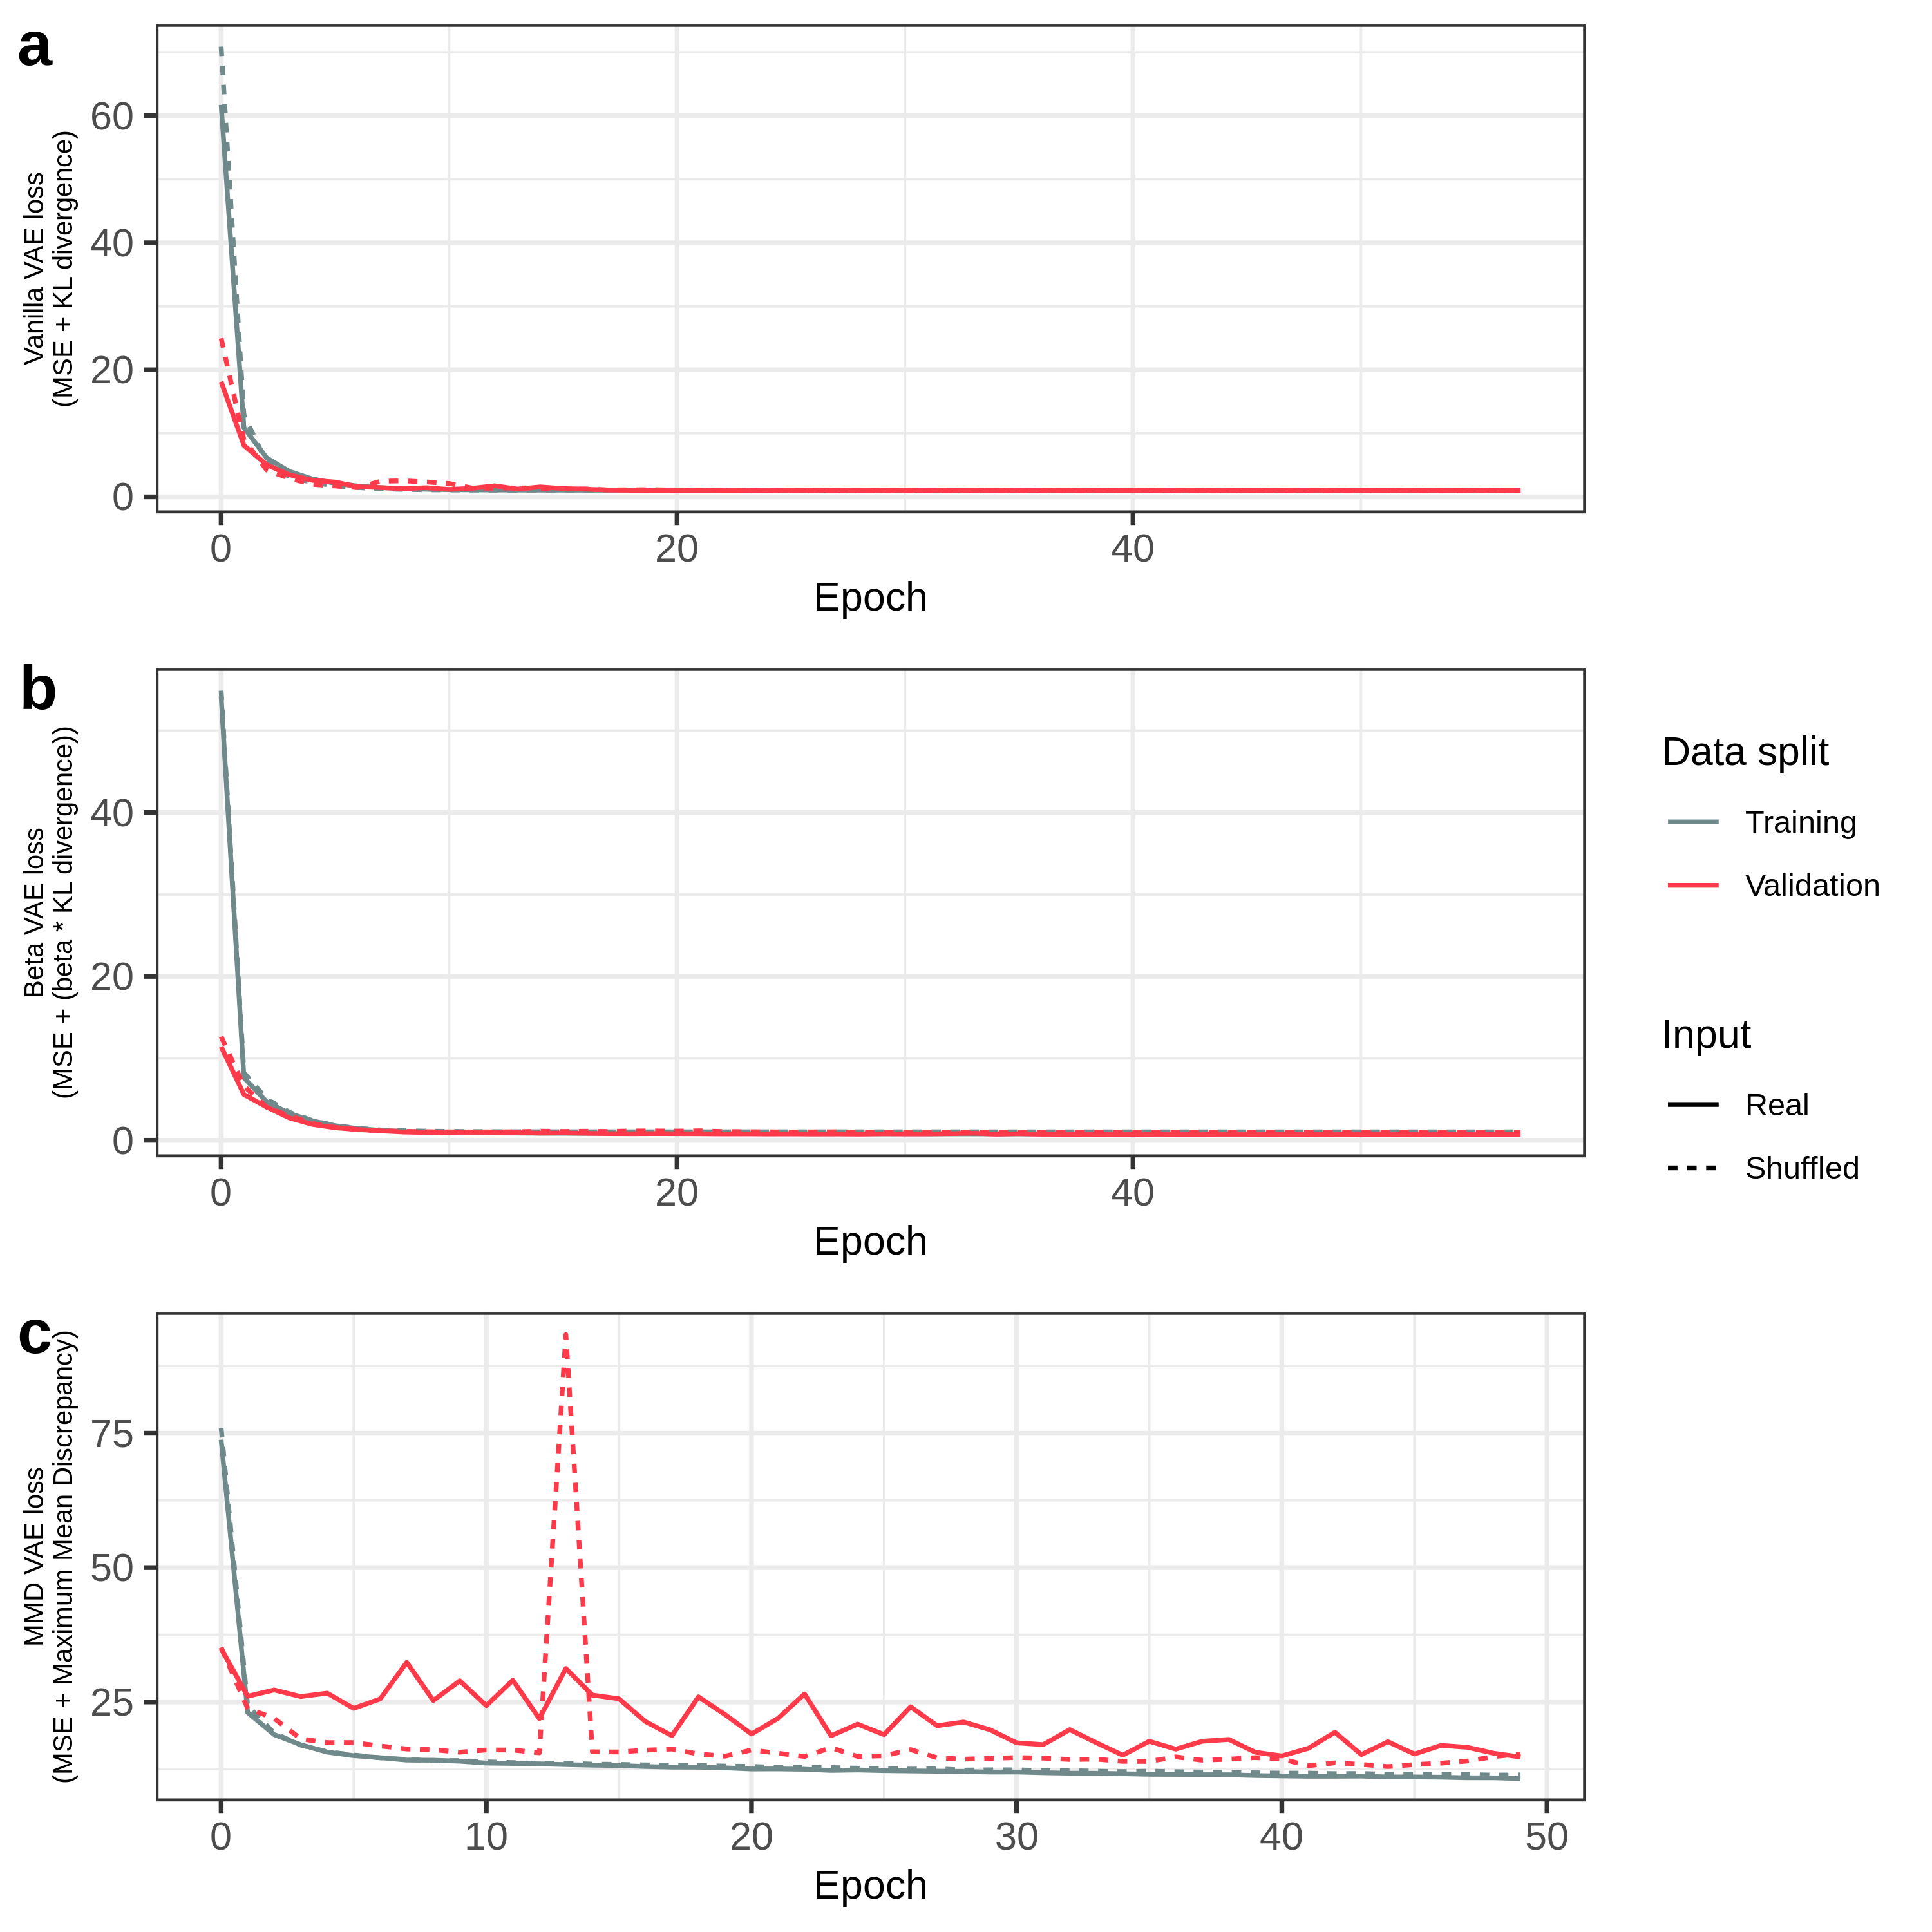 a
Vanilla VAE loss
(MSE + KL divergence)
60
40
20
0
0 20 40
Epoch
b
Beta VAE loss
(MSE + (beta * KL divergence))
40
20
0
0 20 40
Epoch
Data split
Training
Validation
Input
Real
Shuffled
c
MMD VAE loss
(MSE + Maximum Mean Discrepancy)
75
50
25
0 10 20 30 40 50
Epoch